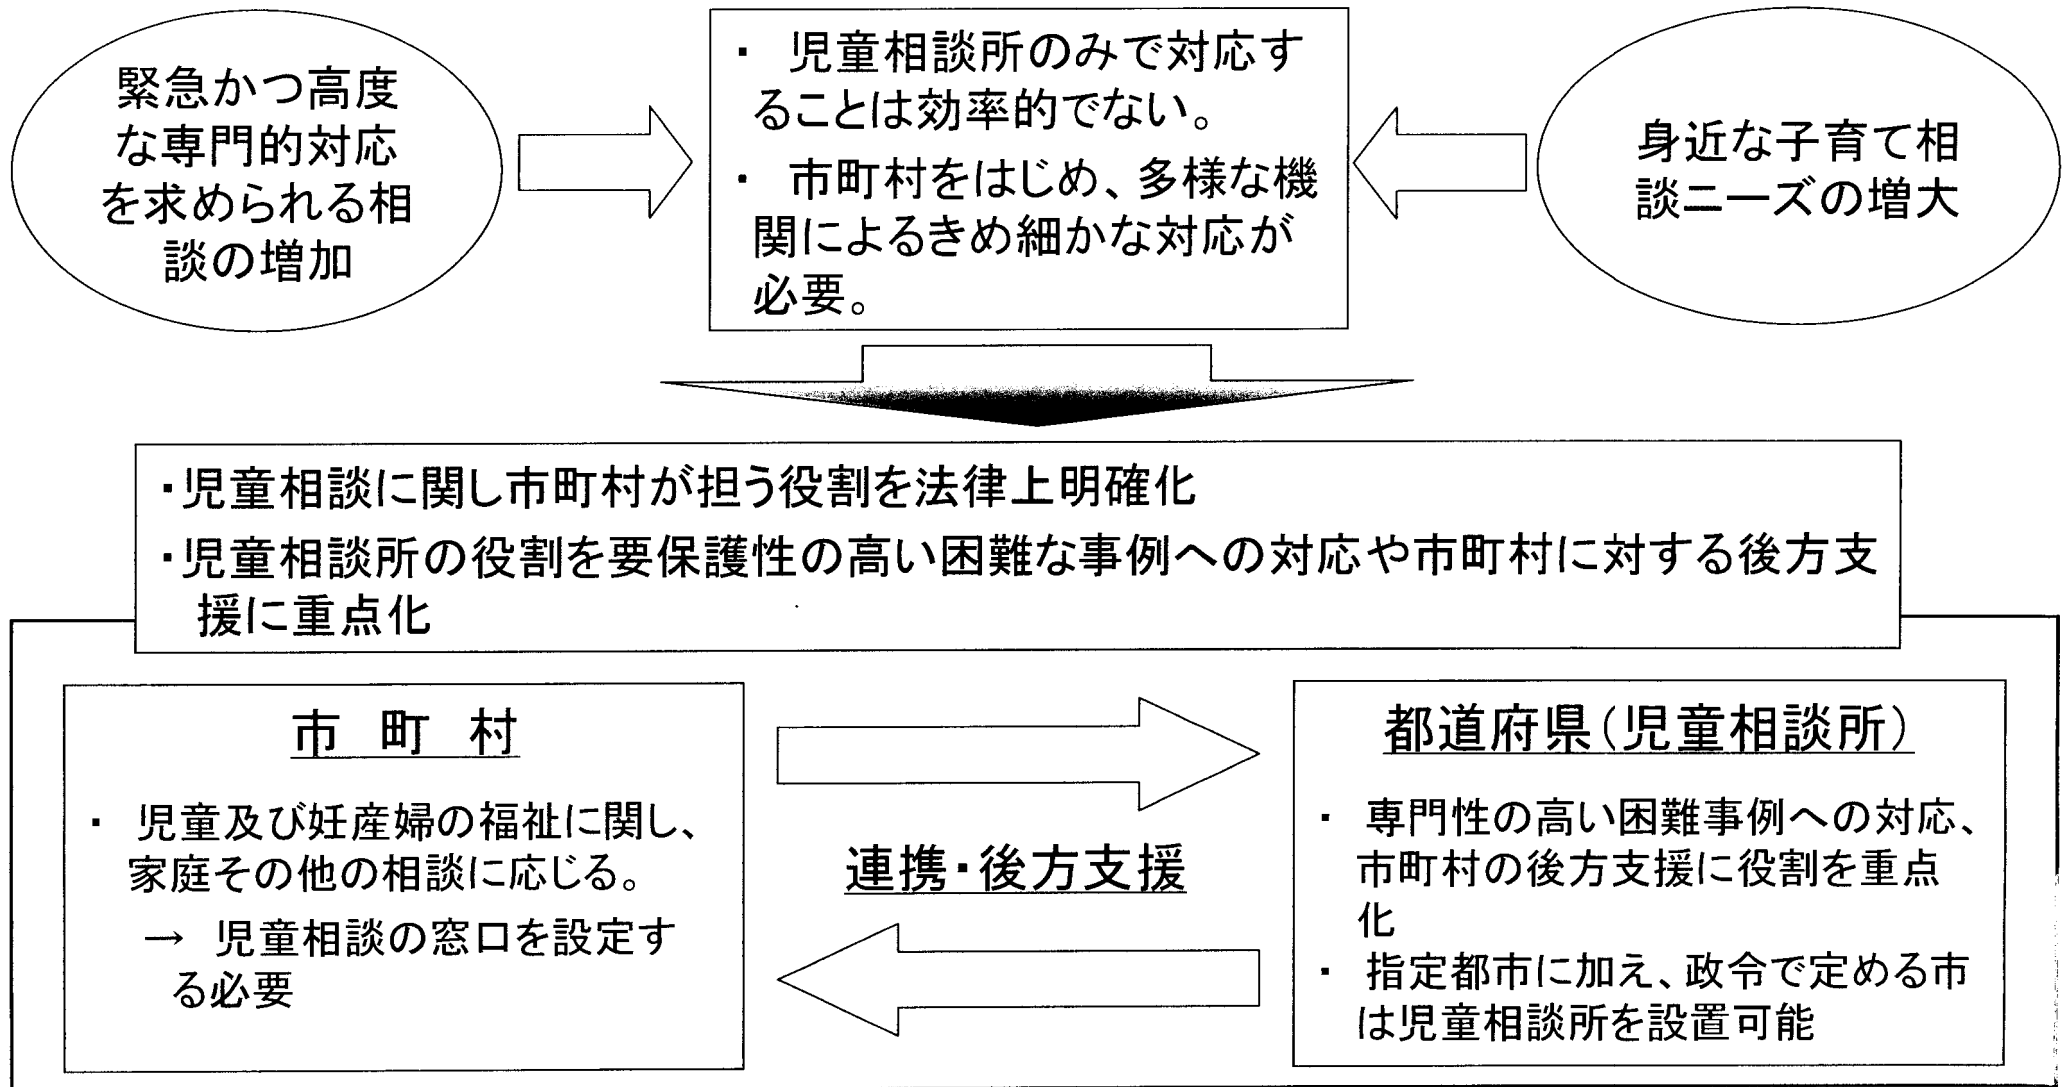 緊急かつ高度
な専門的対応
を求められる相
談の増加
・ 児童相談所のみで対応す
ることは効率的でない。
・ 市町村をはじめ、多様な機
関によるきめ細かな対応が
必要。
身近な子育て相
談ニーズの増大
・児童相談に関し市町村が担う役割を法律上明確化
・児童相談所の役割を要保護性の高い困難な事例への対応や市町村に対する後方支
援に重点化
市 町 村
・ 児童及び妊産婦の福祉に関し、
家庭その他の相談に応じる。
→ 児童相談の窓口を設定す
る必要
連携・後方支援
都道府県(児童相談所)
・ 専門性の高い困難事例への対応、
市町村の後方支援に役割を重点
化
・ 指定都市に加え、政令で定める市
は児童相談所を設置可能